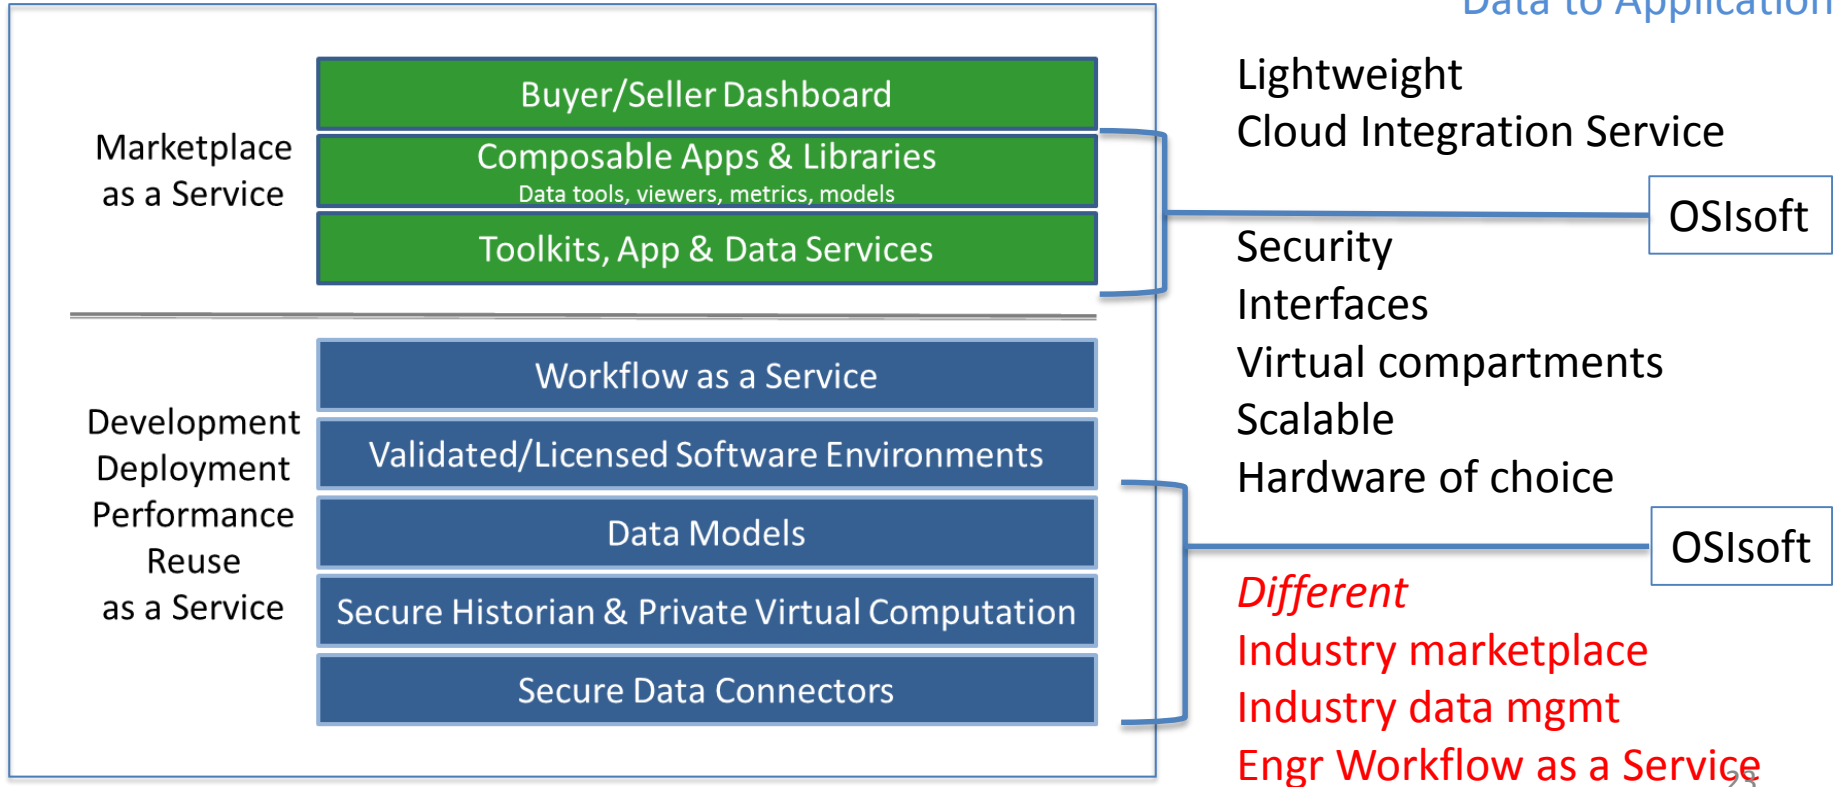 Data to Application
Marketplace
as a Service
Buyer/Seller Dashboard
Composable Apps & Libraries
Data tools, viewers, metrics, models
Toolkits, App & Data Services
Development
Deployment
Performance
Reuse
as a Service
Workflow as a Service
Validated/Licensed Software Environments
Data Models
Secure Historian & Private Virtual Computation
Secure Data Connectors
Lightweight
Cloud Integration Service
OSIsoft
Security
Interfaces
Virtual compartments
Scalable
Hardware of choice
OSIsoft
Different
Industry marketplace
Industry data mgmt
Engr Workflow as a Service
23